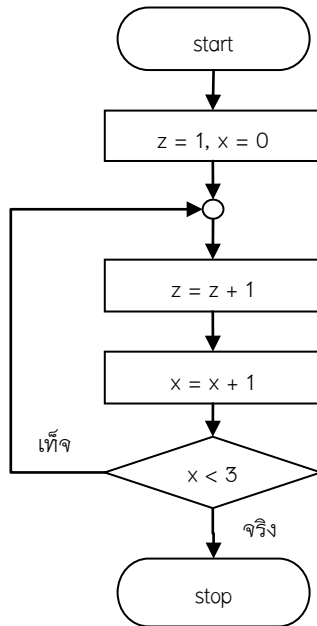 start
z = 1, x = 0
z = z + 1
x = x + 1
เท็จ
x < 3
จริง
stop